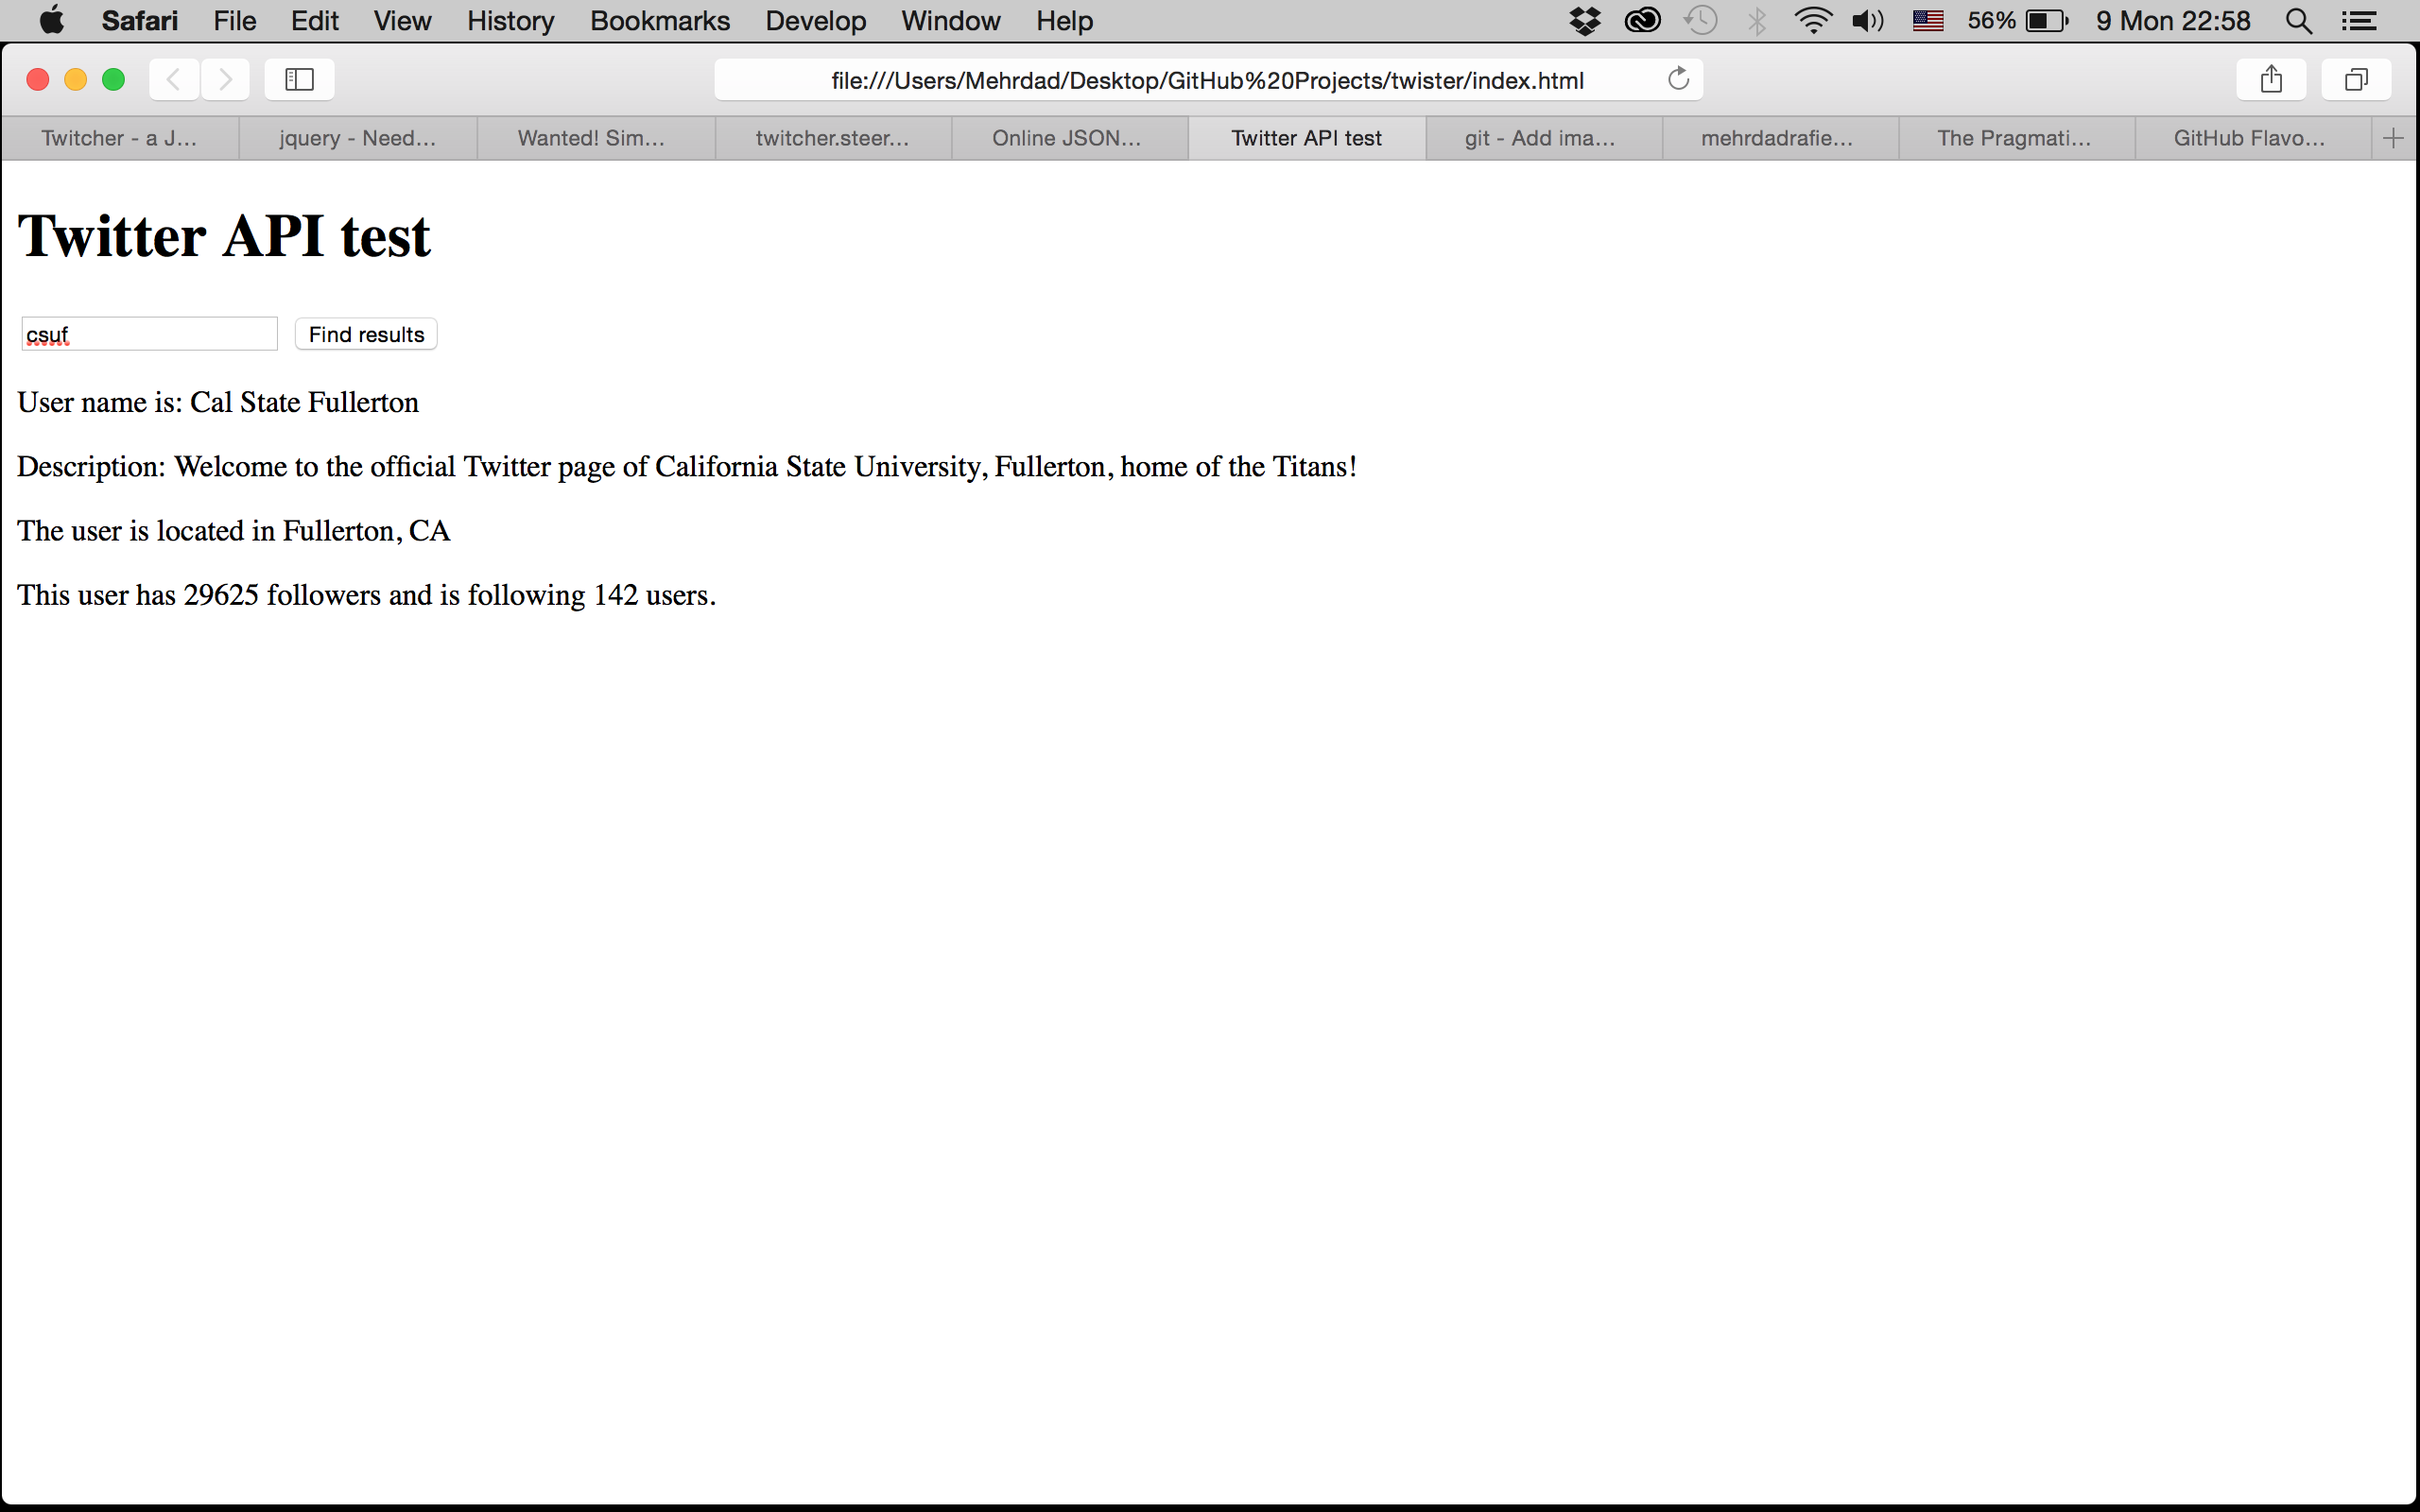 Safari File Edit View History Bookmarks Develop Window Help 56% 9 Mon 22:58
file:///Users/Mehrdad/Desktop/GitHub%20Projects/twister/index.html
Twitcher - a J... jquery - Need... Wanted! Sim... twitcher.steer... Online JSON... Twitter API test git - Add ima... mehrdadrafie... The Pragmati... GitHub Flavo...
Twitter API test
csuf Find results
User name is: Cal State Fullerton
Description: Welcome to the official Twitter page of California State University, Fullerton, home of the Titans!
The user is located in Fullerton, CA
This user has 29625 followers and is following 142 users.